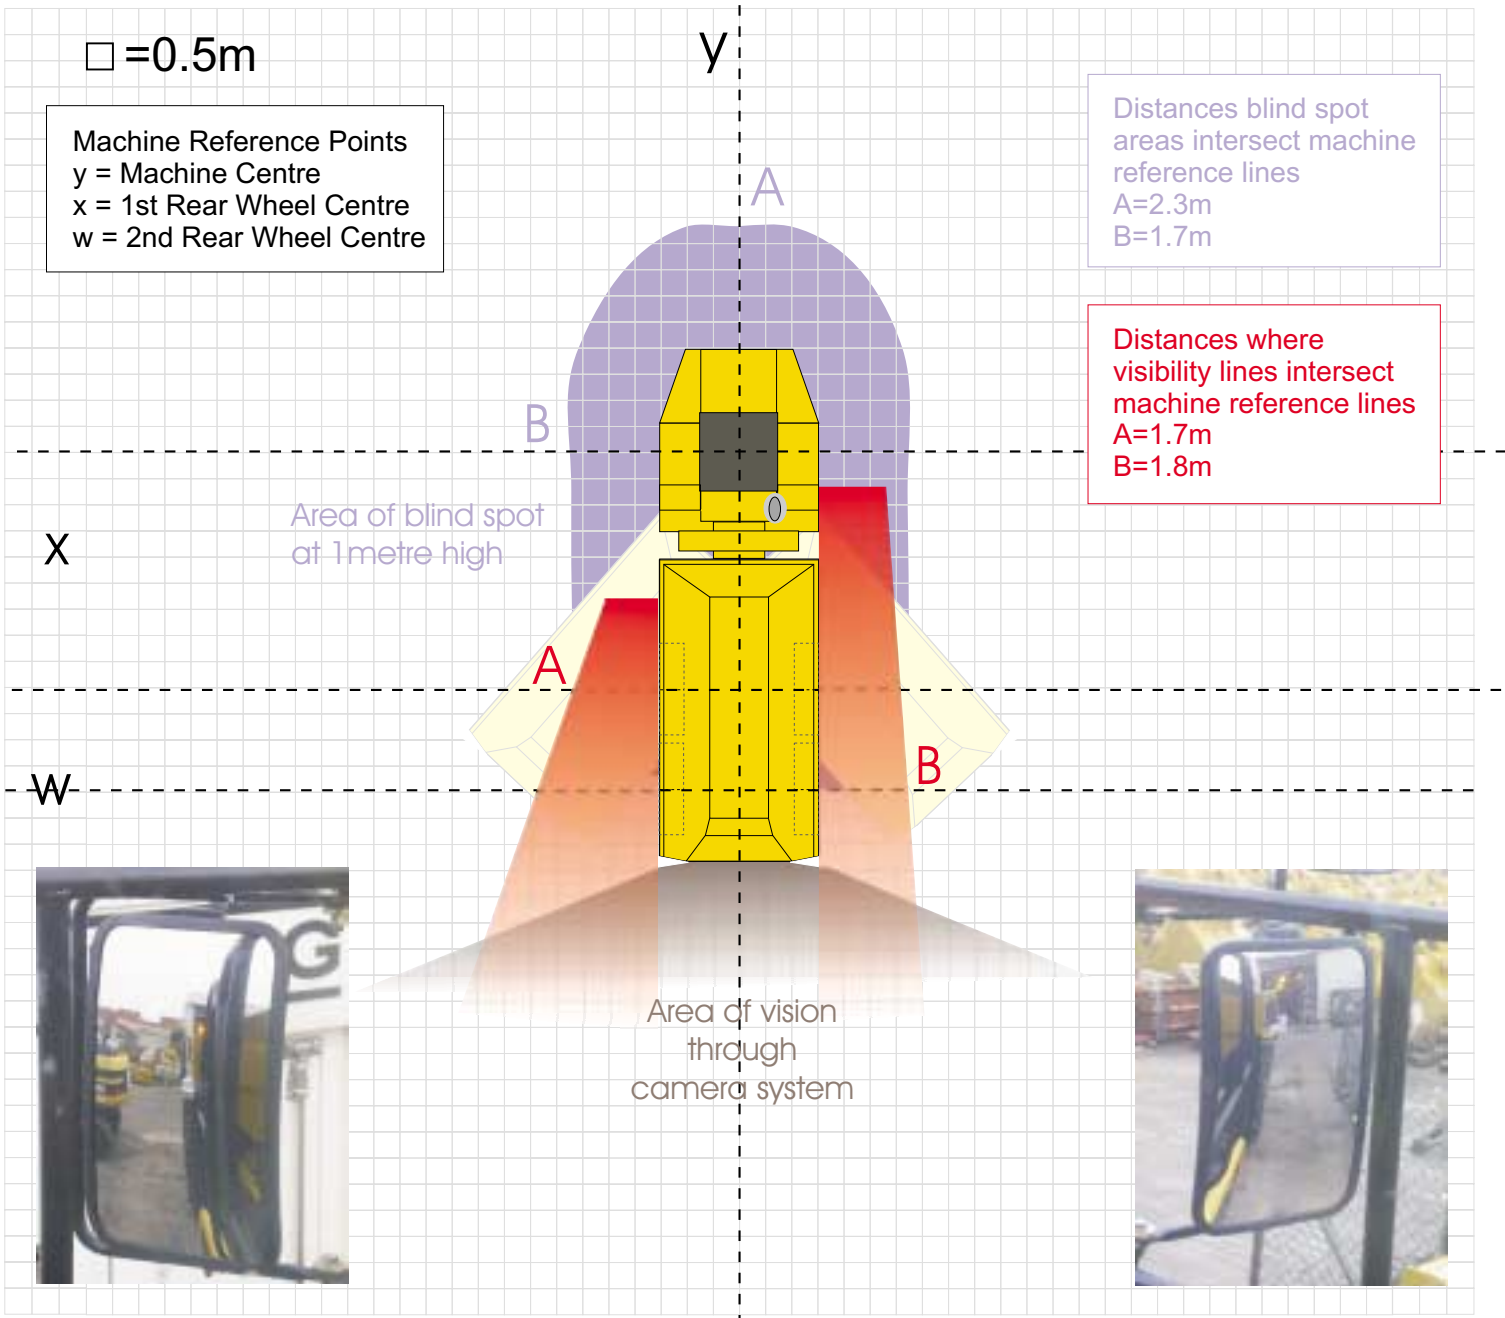 □ =0.5m
y
Machine Reference Points
y = Machine Centre
x = 1st Rear Wheel Centre
w = 2nd Rear Wheel Centre
Distances blind spot
areas intersect machine
reference lines
A=2.3m
B=1.7m
A
Distances where
visibility lines intersect
machine reference lines
A=1.7m
B=1.8m
B
Area of blind spot
at 1metre high
X
A
B
W
G
Area of vision
through
camera system